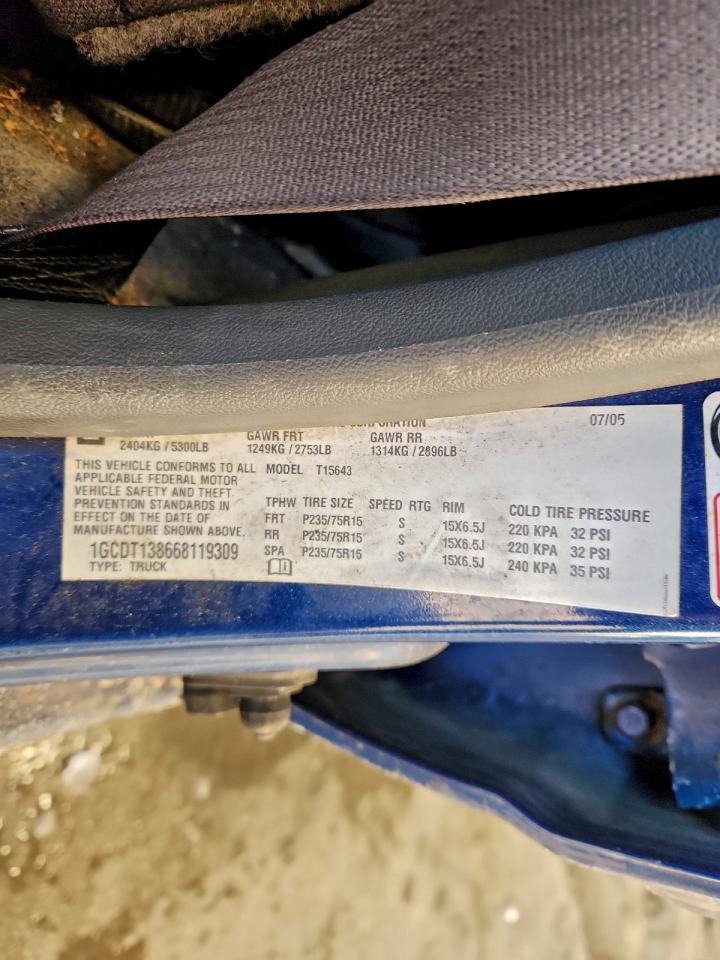 CORPORATION 07/05
GAWR FRT GAWR RR
2404KG / 5300LB 1249KG / 2753LB 1314KG / 2896LB
THIS VEHICLE CONFORMS TO ALL
APPLICABLE FEDERAL MOTOR
VEHICLE SAFETY AND THEFT
PREVENTION STANDARDS IN
EFFECT ON THE DATE OF
MANUFACTURE SHOWN ABOVE.
1GCDT138668119309
TYPE: TRUCK
MODEL T15643
TPHW TIRE SIZE SPEED RTG RIM COLD TIRE PRESSURE
FRT P235/75R15 S 15X6.5J 220 KPA 32 PSI
RR P235/75R15 S 15X6.5J 220 KPA 32 PSI
SPA P235/75R15 S 15X6.5J 240 KPA 35 PSI